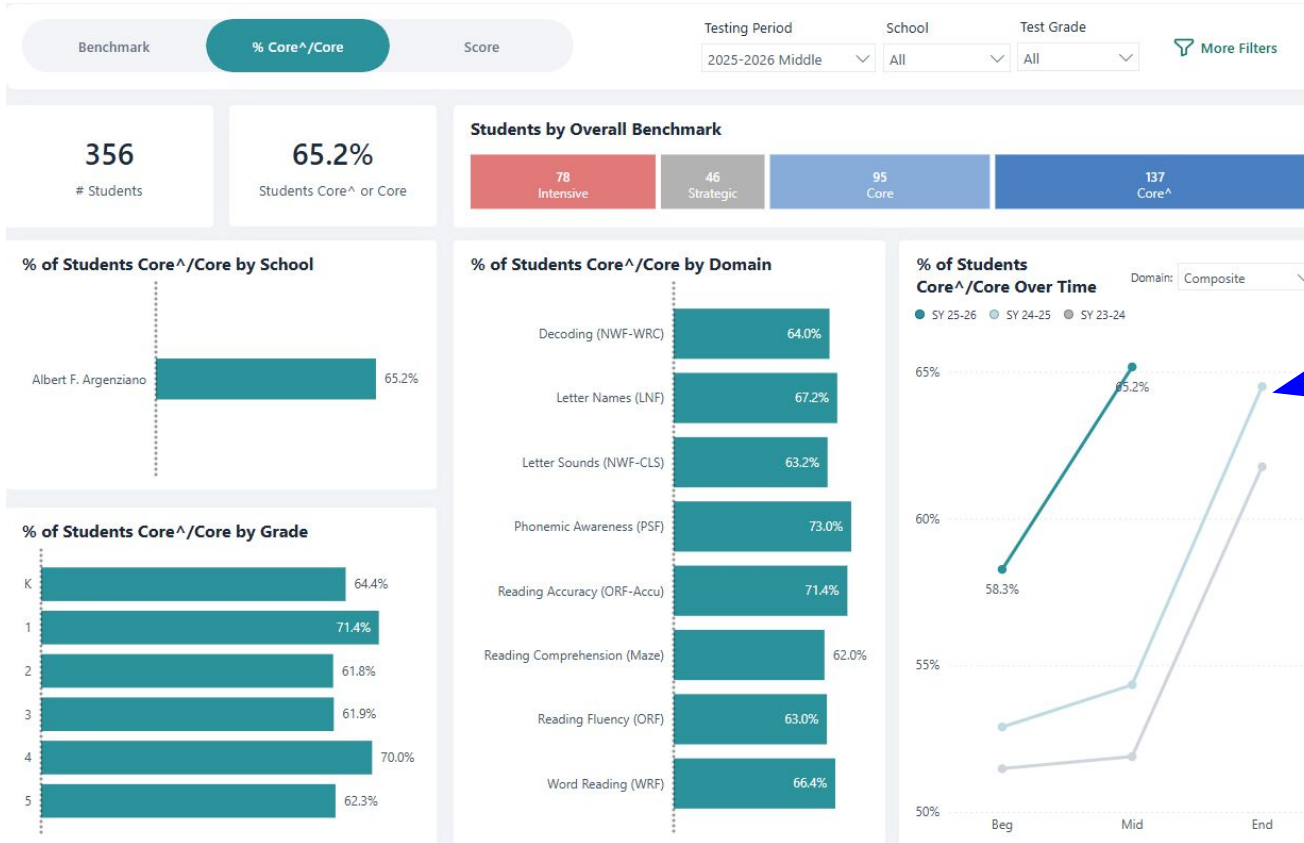 Benchmark
% Core^/Core
Score
Testing Period
2025-2026 Middle
School
All
Test Grade
All
More Filters
356
# Students
65.2%
Students Core^ or Core
Students by Overall Benchmark
78
Intensive
46
Strategic
95
Core
137
Core^
% of Students Core^/Core by School
Albert F. Argenziano
65.2%
% of Students Core^/Core by Grade
K
64.4%
1
71.4%
2
61.8%
3
61.9%
4
70.0%
5
62.3%
% of Students Core^/Core by Domain
Decoding (NWF-WRC)
64.0%
Letter Names (LNF)
67.2%
Letter Sounds (NWF-CLS)
63.2%
Phonemic Awareness (PSF)
73.0%
Reading Accuracy (ORF-Accu)
71.4%
Reading Comprehension (Maze)
62.0%
Reading Fluency (ORF)
63.0%
Word Reading (WRF)
66.4%
% of Students
Core^/Core Over Time
Domain:
Composite
SY 25-26
SY 24-25
SY 23-24
65%
65.2%
60%
58.3%
55%
50%
Beg
Mid
End